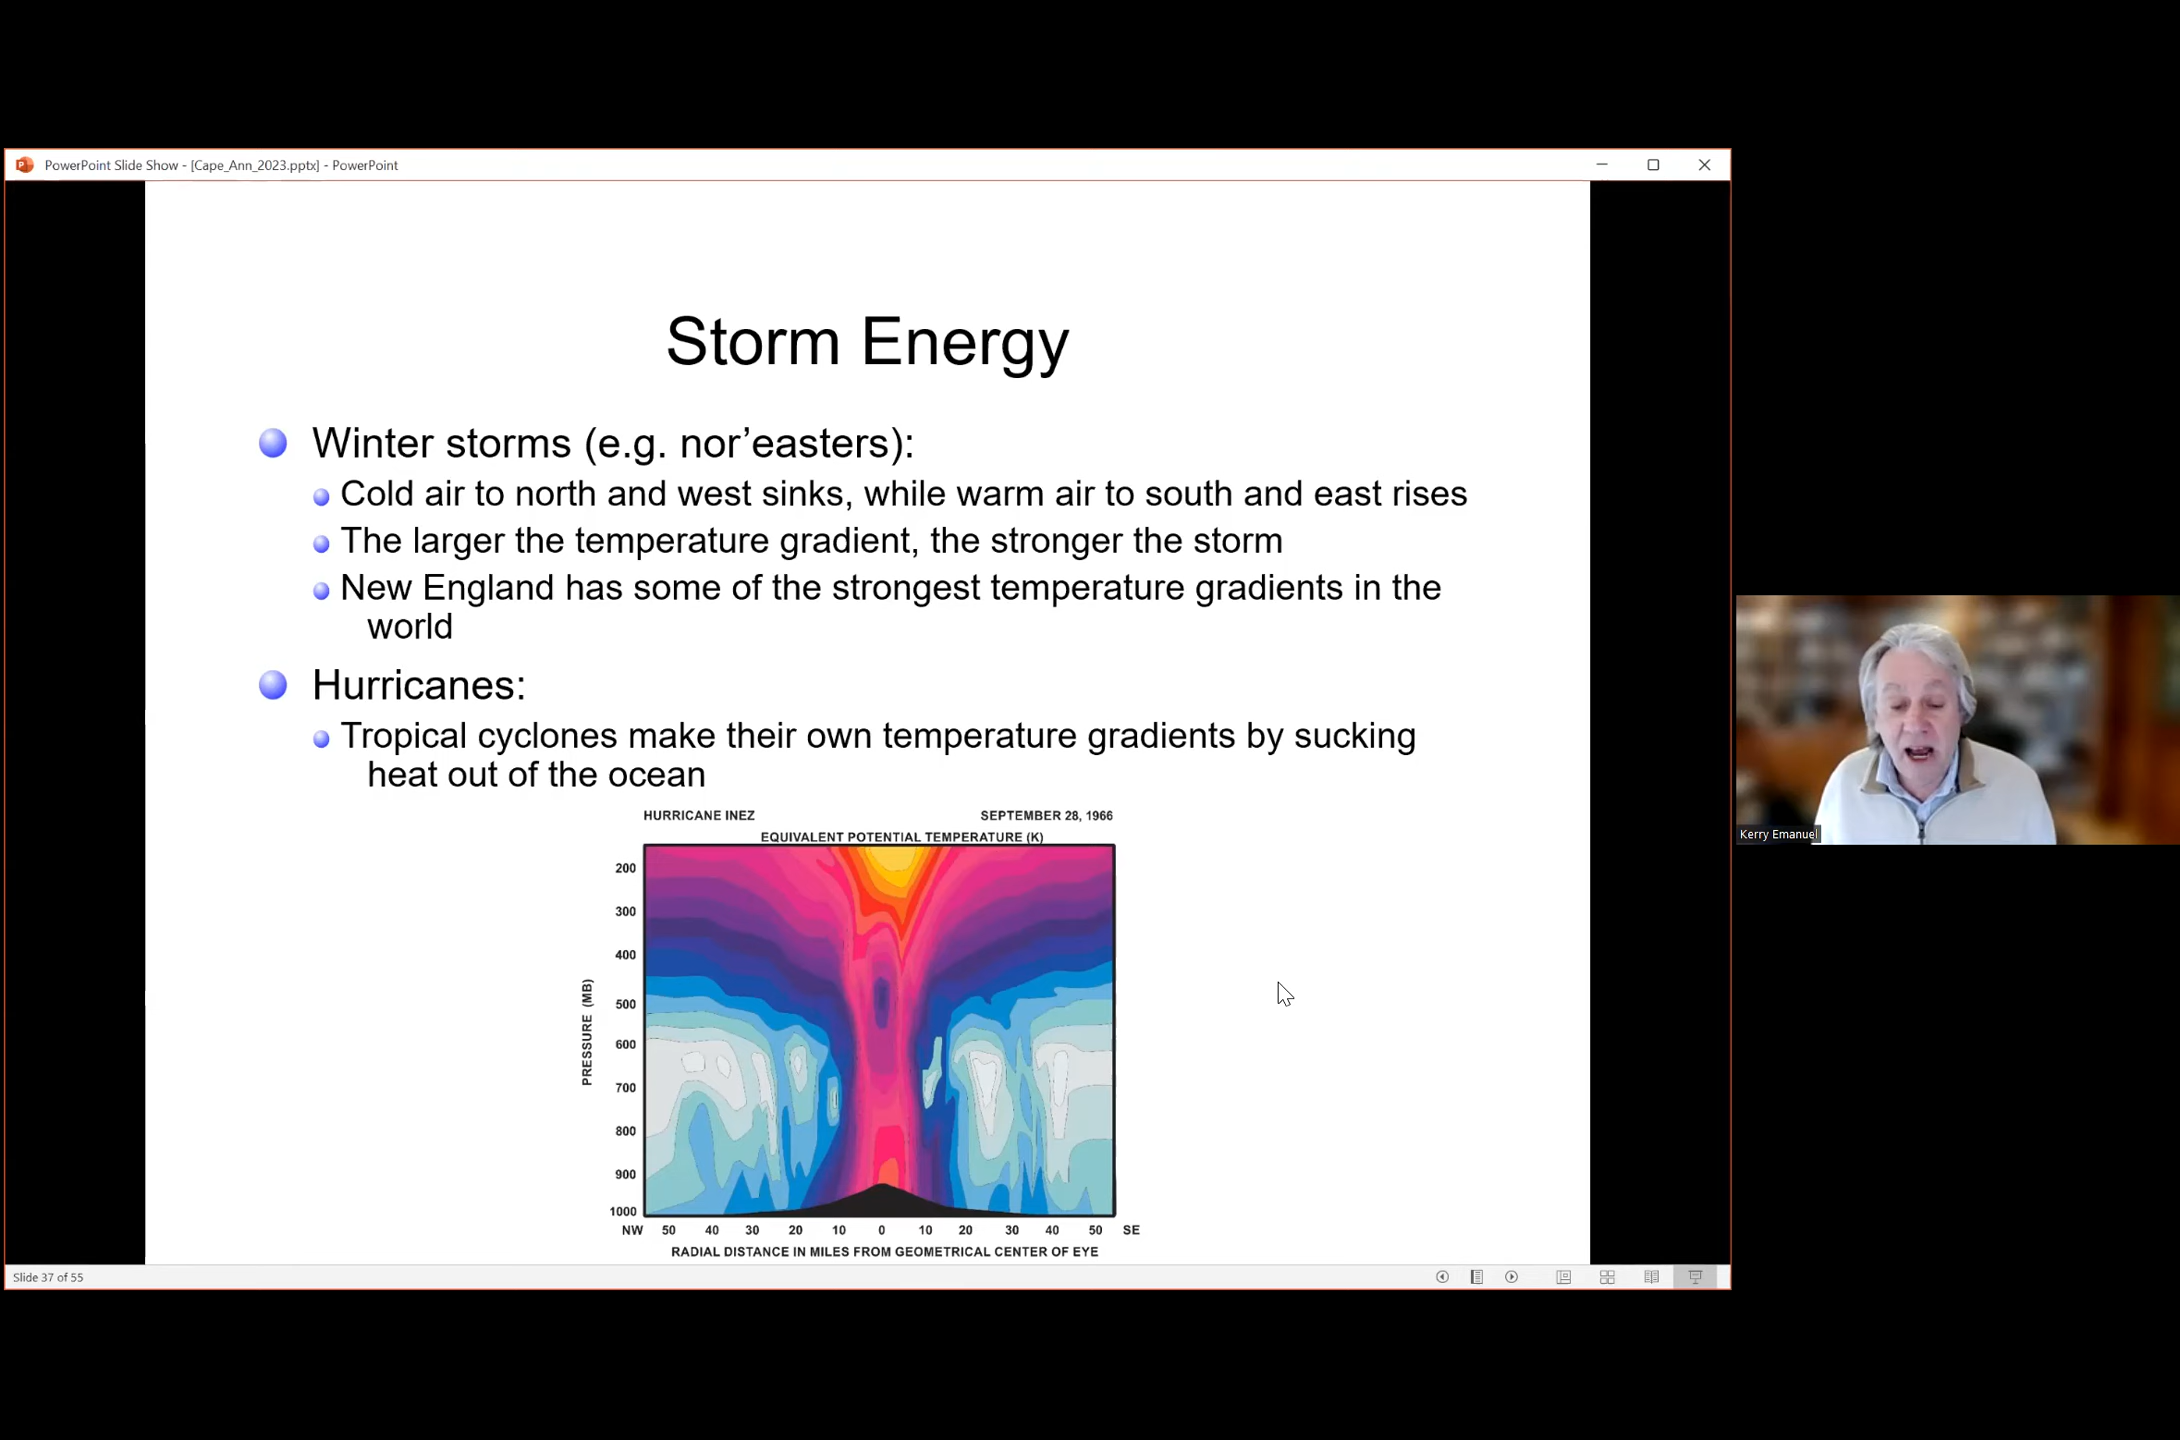 PowerPoint Slide Show - [Cape_Ann_2023.pptx] - PowerPoint
Storm Energy
Winter storms (e.g. nor’easters):
Cold air to north and west sinks, while warm air to south and east rises
The larger the temperature gradient, the stronger the storm
New England has some of the strongest temperature gradients in the
world
Hurricanes:
Tropical cyclones make their own temperature gradients by sucking
heat out of the ocean
HURRICANE INEZ SEPTEMBER 28, 1966
EQUIVALENT POTENTIAL TEMPERATURE (K)
PRESSURE (MB)
200
300
400
500
600
700
800
900
1000
NW 50 40 30 20 10 0 10 20 30 40 50 SE
RADIAL DISTANCE IN MILES FROM GEOMETRICAL CENTER OF EYE
Kerry Emanuel
Slide 37 of 55